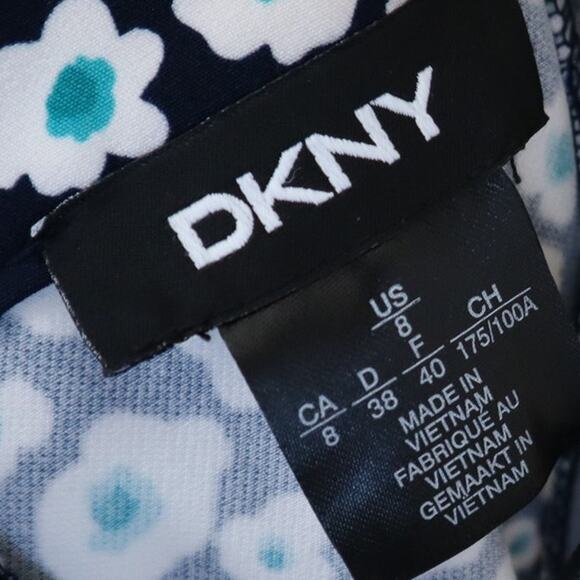 DKNY
US
8
CA D F CH
8 38 40 175/100A
MADE IN
VIETNAM
FABRIQUÉ AU
VIETNAM
GEMAAKT IN
VIETNAM